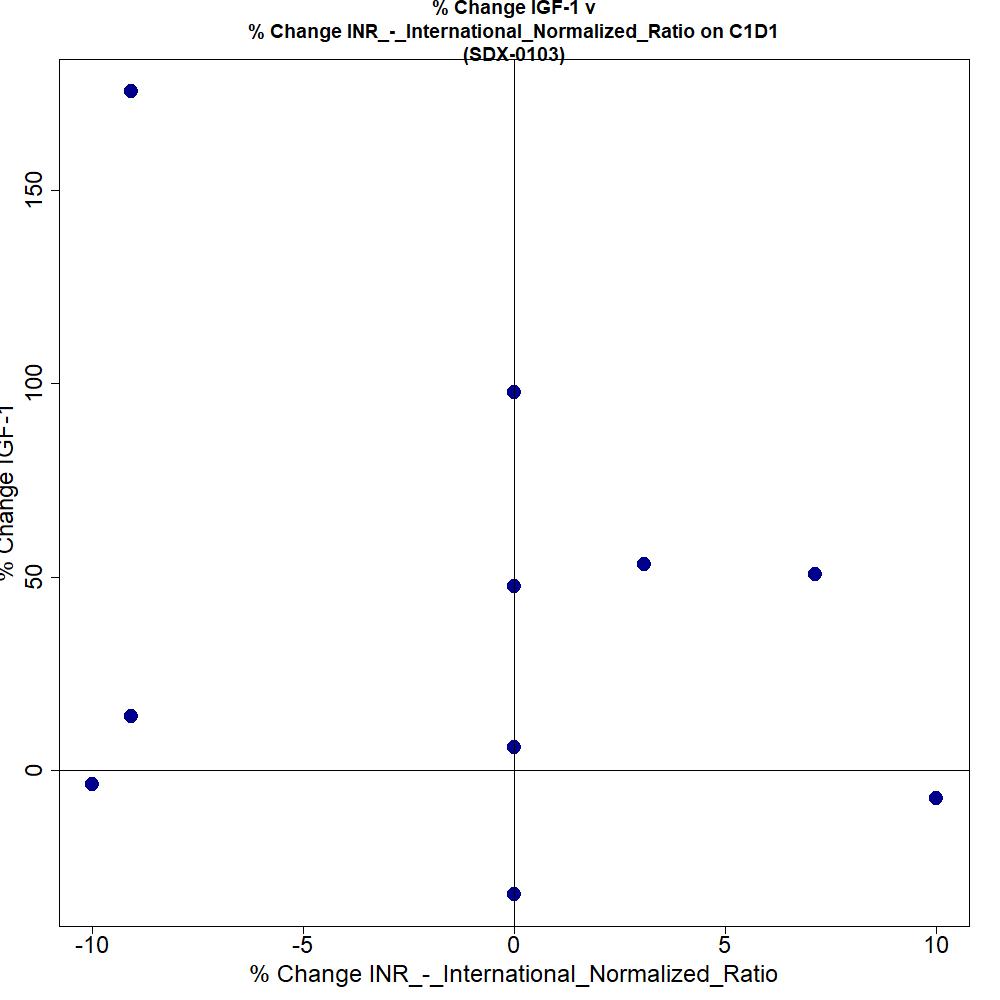 % Change IGF-1 v
% Change INR_-_International_Normalized_Ratio on C1D1
(SDX-0103)
% Change IGF-1
150
100
50
0
-10
-5
0
5
10
% Change INR_-_International_Normalized_Ratio